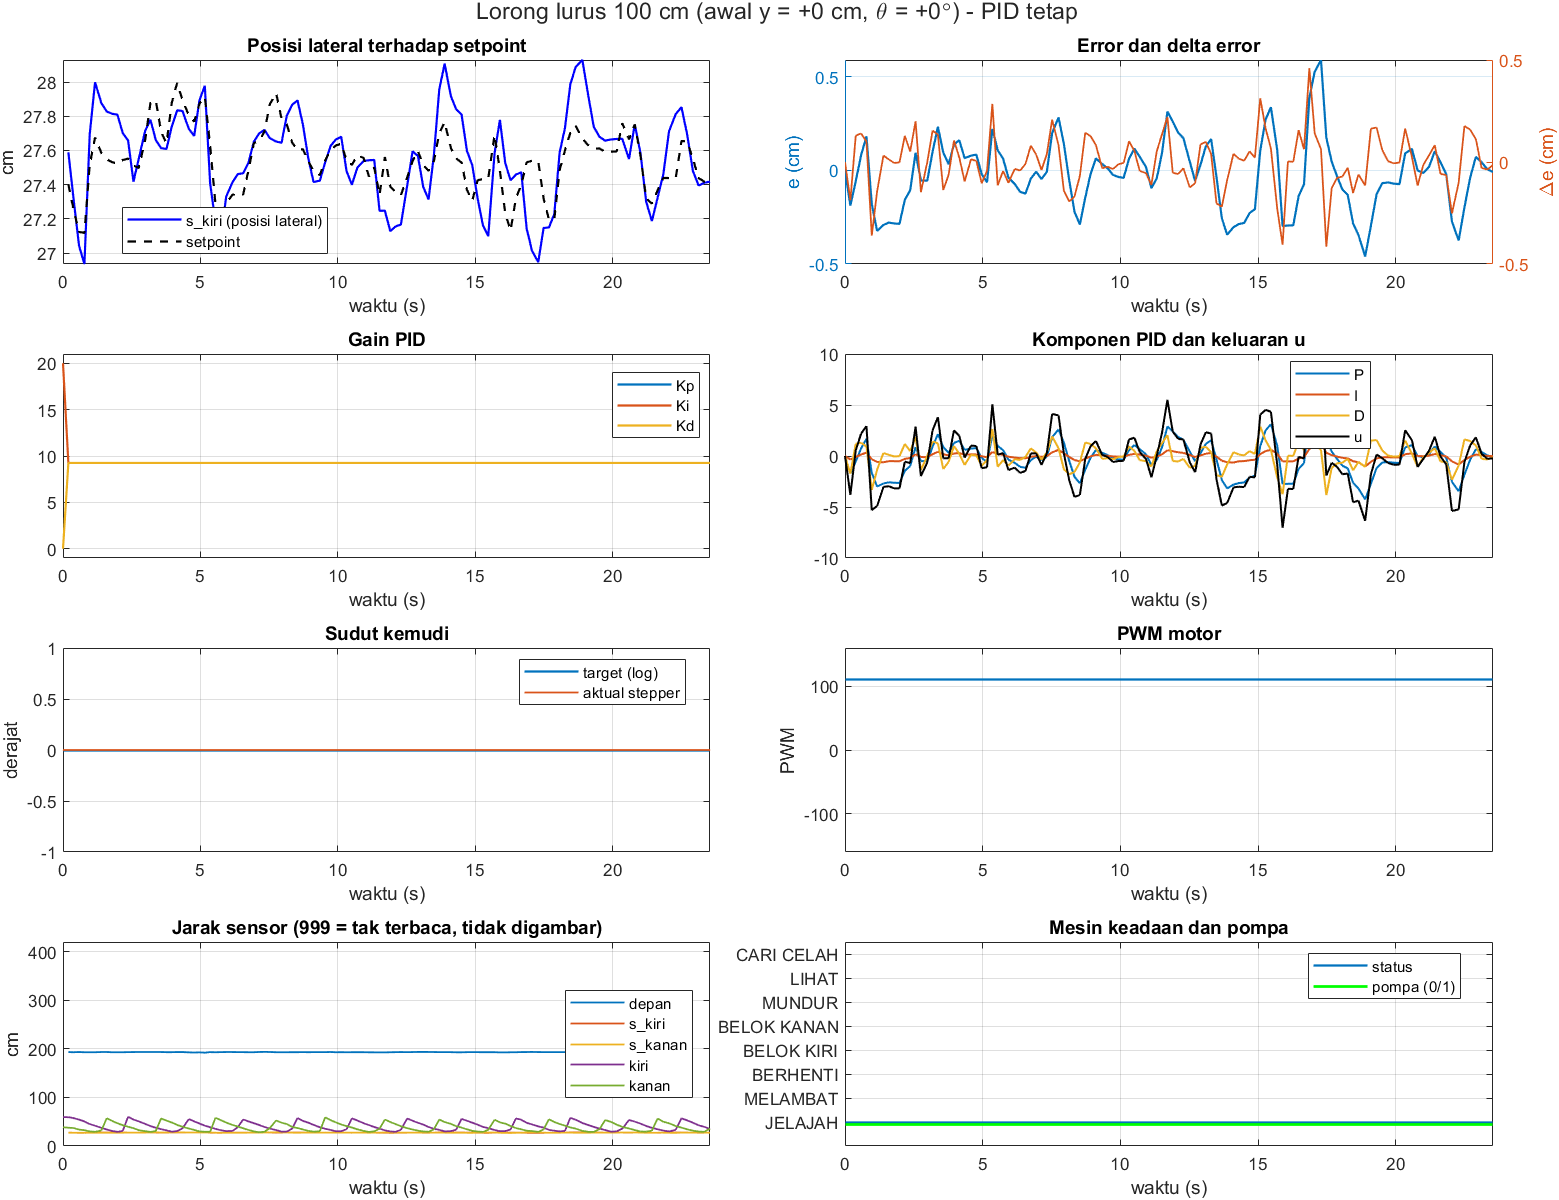 Lorong lurus 100 cm (awal y = +0 cm, θ = +0°) - PID tetap
Posisi lateral terhadap setpoint
28
27.8
27.6
27.4
27.2
27
cm
s_kiri (posisi lateral)
setpoint
0 5 10 15 20
waktu (s)
Error dan delta error
0.5
0
-0.5
e (cm)
0.5
0
-0.5
Δe (cm)
0 5 10 15 20
waktu (s)
Gain PID
20
15
10
5
0
Kp
Ki
Kd
0 5 10 15 20
waktu (s)
Komponen PID dan keluaran u
10
5
0
-5
-10
P
I
D
u
0 5 10 15 20
waktu (s)
Sudut kemudi
1
0.5
0
-0.5
-1
derajat
target (log)
aktual stepper
0 5 10 15 20
waktu (s)
PWM motor
100
0
-100
PWM
0 5 10 15 20
waktu (s)
Jarak sensor (999 = tak terbaca, tidak digambar)
400
300
200
100
0
cm
depan
s_kiri
s_kanan
kiri
kanan
0 5 10 15 20
waktu (s)
Mesin keadaan dan pompa
CARI CELAH
LIHAT
MUNDUR
BELOK KANAN
BELOK KIRI
BERHENTI
MELAMBAT
JELAJAH
status
pompa (0/1)
0 5 10 15 20
waktu (s)